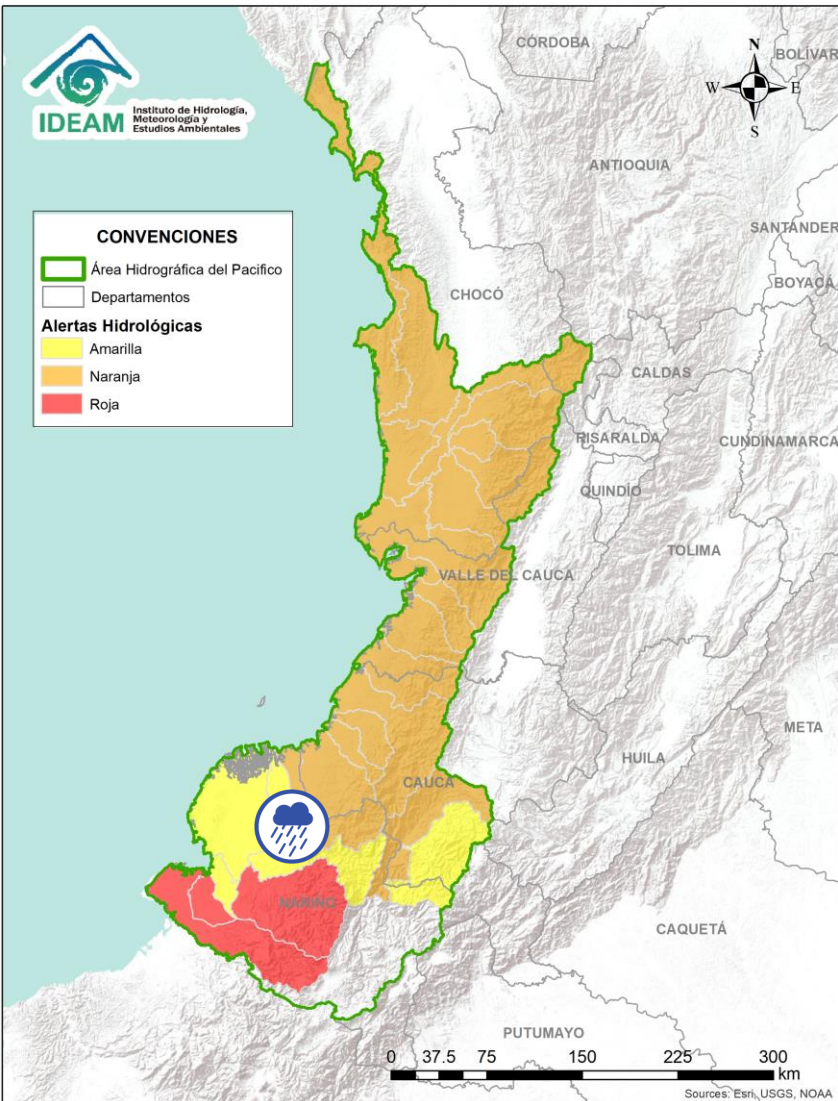 IDEAM
Instituto de Hidrología,
Meteorología y
Estudios Ambientales
CÓRDOBA
BOLÍVAR
N
W
E
S
ANTIOQUIA
SANTANDER
BOYACÁ
CONVENCIONES
Área Hidrográfica del Pacifico
Departamentos
Alertas Hidrológicas
Amarilla
Naranja
Roja
CHOCÓ
CALDAS
RISARALDA
CUNDINAMARCA
QUINDÍO
TOLIMA
VALLE DEL CAUCA
META
HUILA
CAUCA
NARIÑO
CAQUETÁ
PUTUMAYO
0 37.5 75 150 225 300
km
Sources: Esri, USGS, NOAA